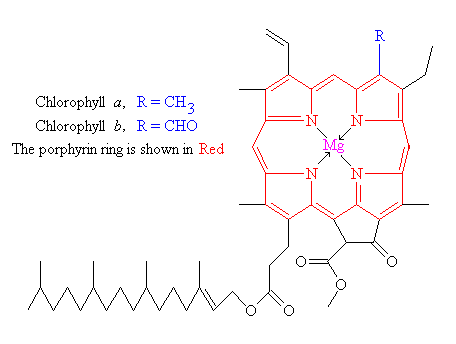 R
Chlorophyll a, R = CH3
Chlorophyll b, R = CHO
The porphyrin ring is shown in Red
N N
Mg
N N
O
O
O
O O